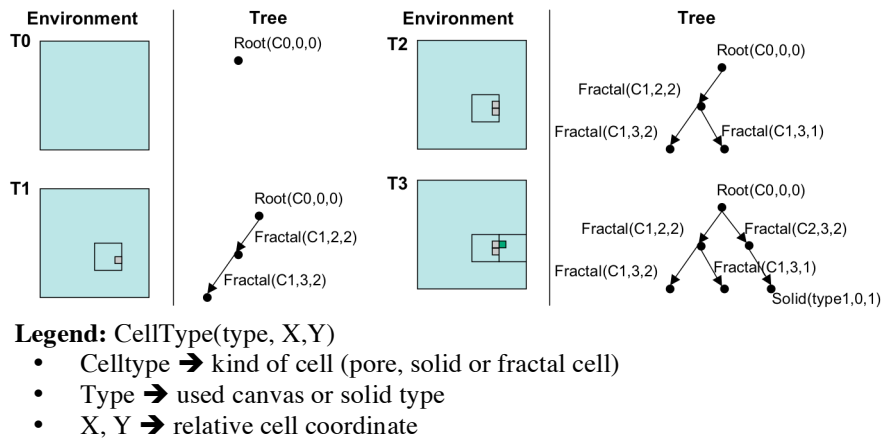 Environment
Tree
Environment
Tree
T0
Root(C0,0,0)
T2
Root(C0,0,0)
Fractal(C1,2,2)
Fractal(C1,3,2)
Fractal(C1,3,1)
T1
Root(C0,0,0)
Fractal(C1,2,2)
Fractal(C1,3,2)
T3
Root(C0,0,0)
Fractal(C1,2,2)
Fractal(C2,3,2)
Fractal(C1,3,2)
Fractal(C1,3,1)
Solid(type1,0,1)
Legend: CellType(type, X,Y)
• Celltype ➔ kind of cell (pore, solid or fractal cell)
• Type ➔ used canvas or solid type
• X, Y ➔ relative cell coordinate